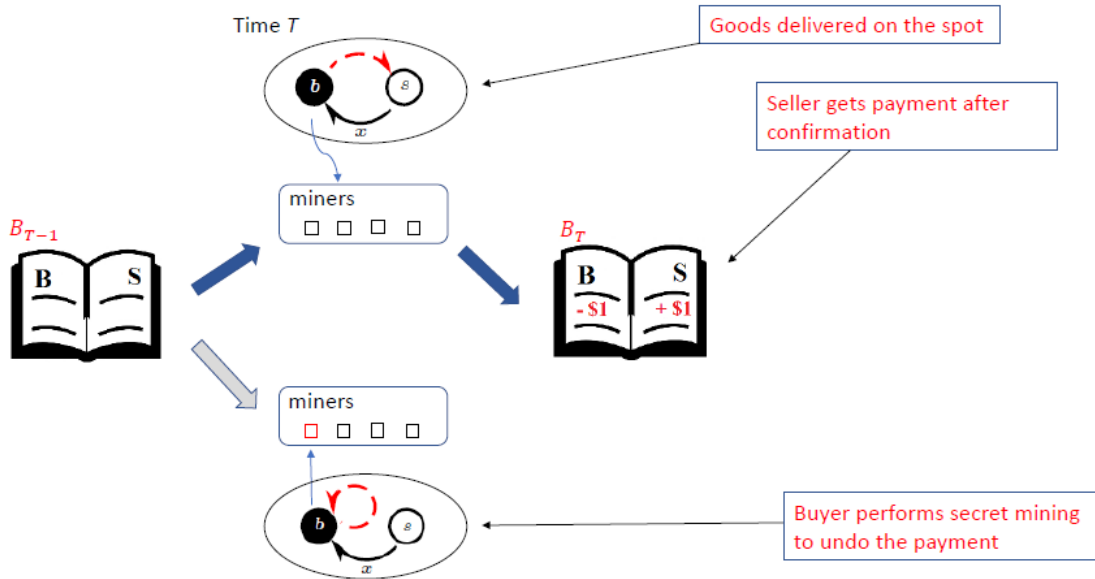 Time T
Goods delivered on the spot
b
s
x
Seller gets payment after
confirmation
miners
B_{T-1}
B S
B_T
B S
- $1 + $1
miners
b
s
x
Buyer performs secret mining
to undo the payment